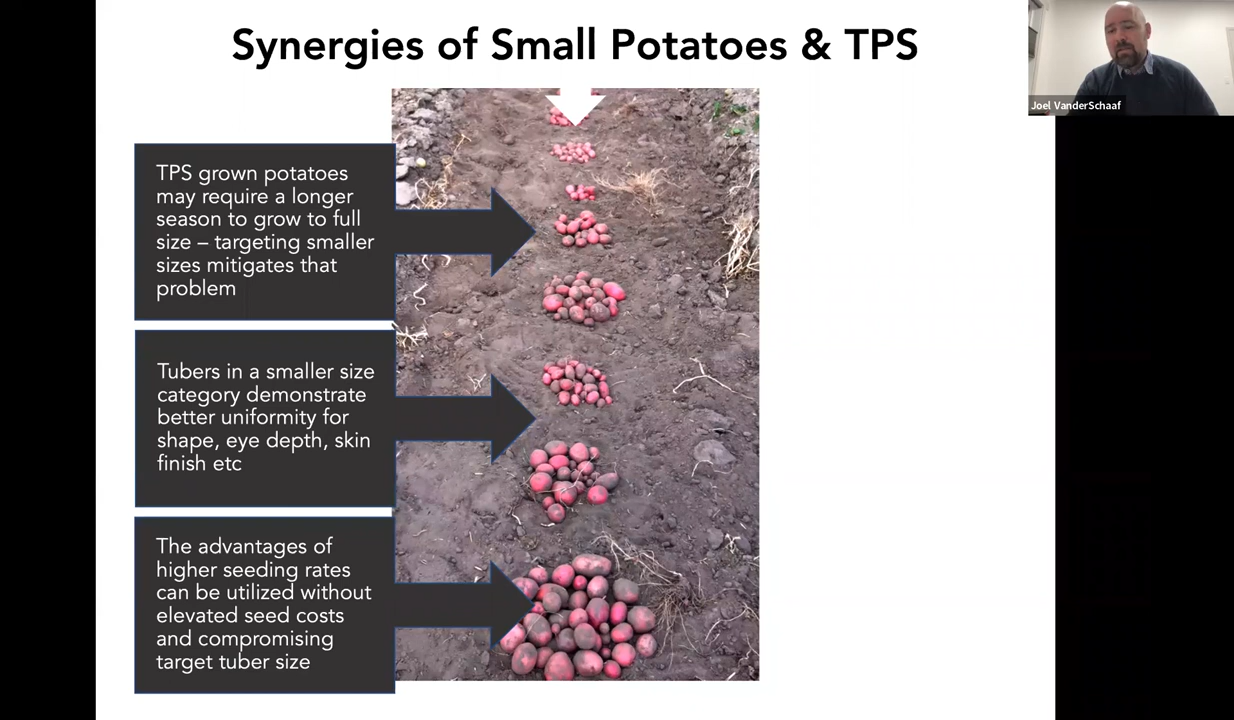 Synergies of Small Potatoes & TPS
Joel VanderSchaaf
TPS grown potatoes
may require a longer
season to grow to full
size – targeting smaller
sizes mitigates that
problem
Tubers in a smaller size
category demonstrate
better uniformity for
shape, eye depth, skin
finish etc
The advantages of
higher seeding rates
can be utilized without
elevated seed costs
and compromising
target tuber size